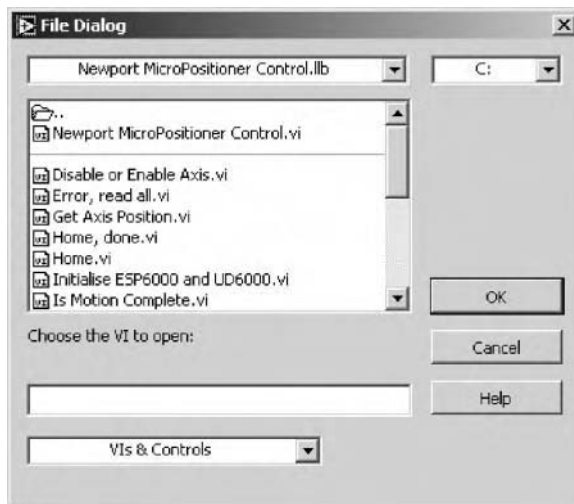 File Dialog
Newport MicroPositioner Control.llb
C:
..
Newport MicroPositioner Control.vi
Disable or Enable Axis.vi
Error, read all.vi
Get Axis Position.vi
Home, done.vi
Home.vi
Initialise ESP6000 and UD6000.vi
Is Motion Complete.vi
OK
Choose the VI to open:
Cancel
Help
VIs & Controls